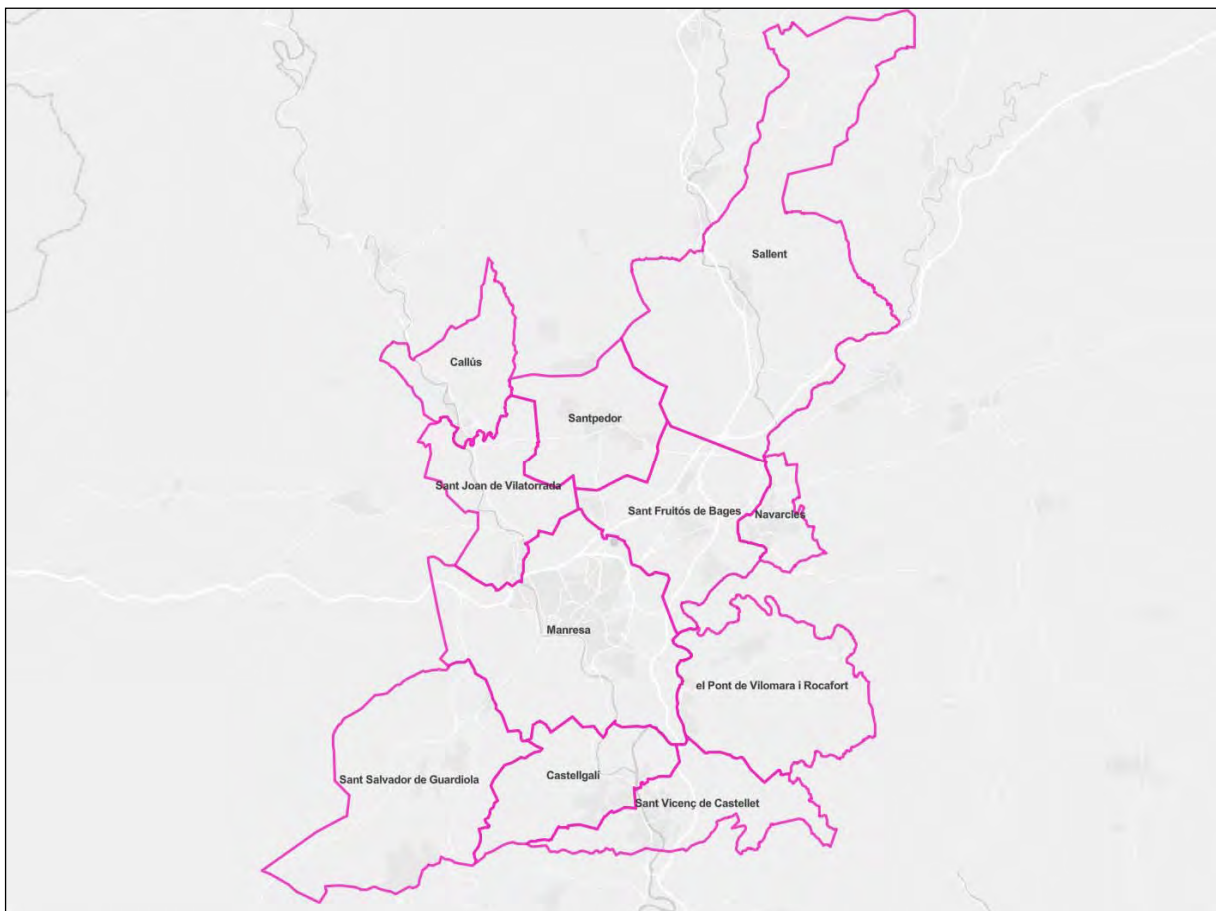 Sallent
Callús
Santpedor
Sant Joan de Vilatorrada
Sant Fruitós de Bages
Navarcles
Manresa
el Pont de Vilomara i Rocafort
Sant Salvador de Guardiola
Castellgalí
Sant Vicenç de Castellet